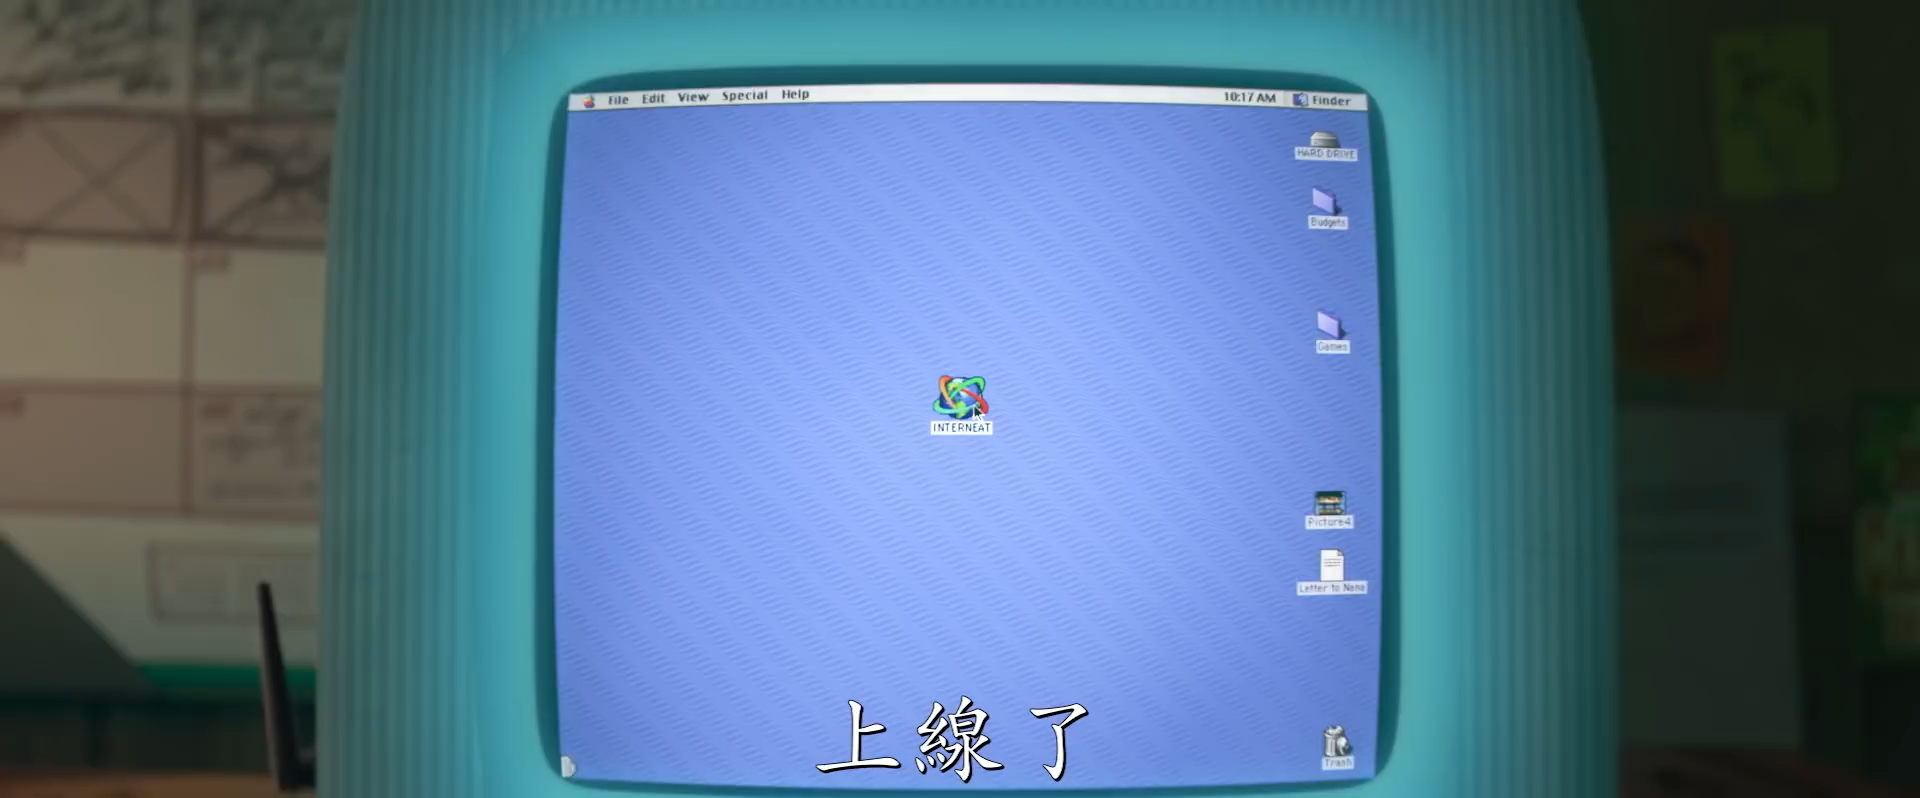 File Edit View Special Help 10:17 AM Finder
HARD DRIVE
Budgets
Games
INTERNEAT
Picture4
Letter to Nana
上線了
Trash